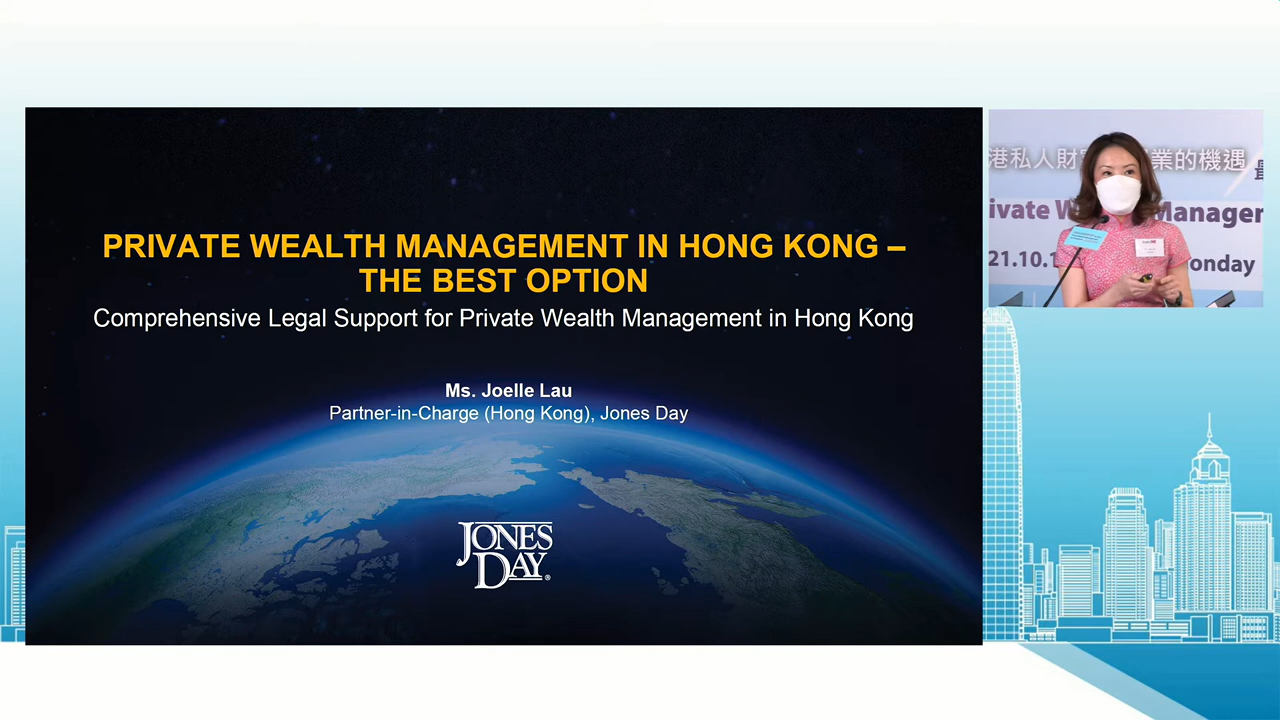 PRIVATE WEALTH MANAGEMENT IN HONG KONG –
THE BEST OPTION
Comprehensive Legal Support for Private Wealth Management in Hong Kong
Ms. Joelle Lau
Partner-in-Charge (Hong Kong), Jones Day
JONES
DAY®
港私人財 業的機遇
ivate W Manager
21.10.1 onday